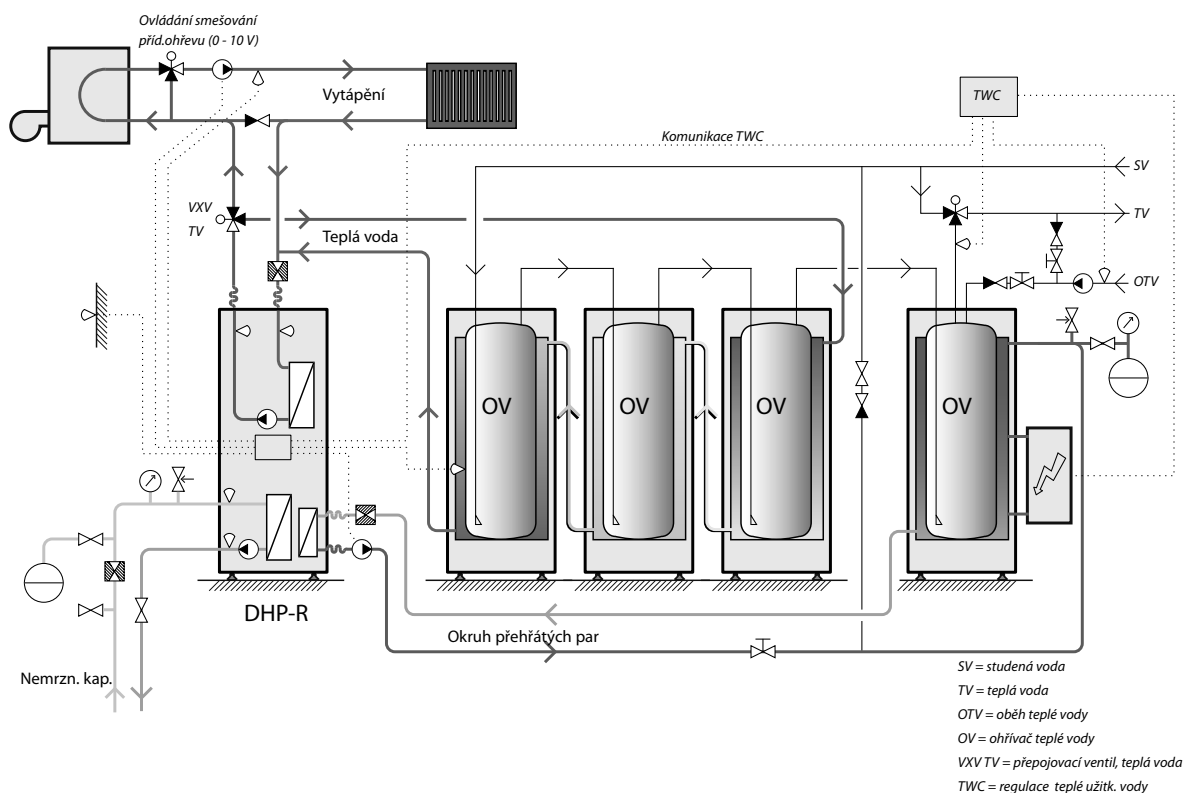 Ovládání smešování
příd.ohřevu (0 - 10 V)
Vytápění
TWC
Komunikace TWC
SV
VXV
TV
TV
Teplá voda
OTV
OV
OV
OV
OV
DHP-R
Okruh přehřátých par
Nemrzn. kap.
SV = studená voda
TV = teplá voda
OTV = oběh teplé vody
OV = ohřívač teplé vody
VXV TV = přepojovací ventil, teplá voda
TWC = regulace teplé užitk. vody